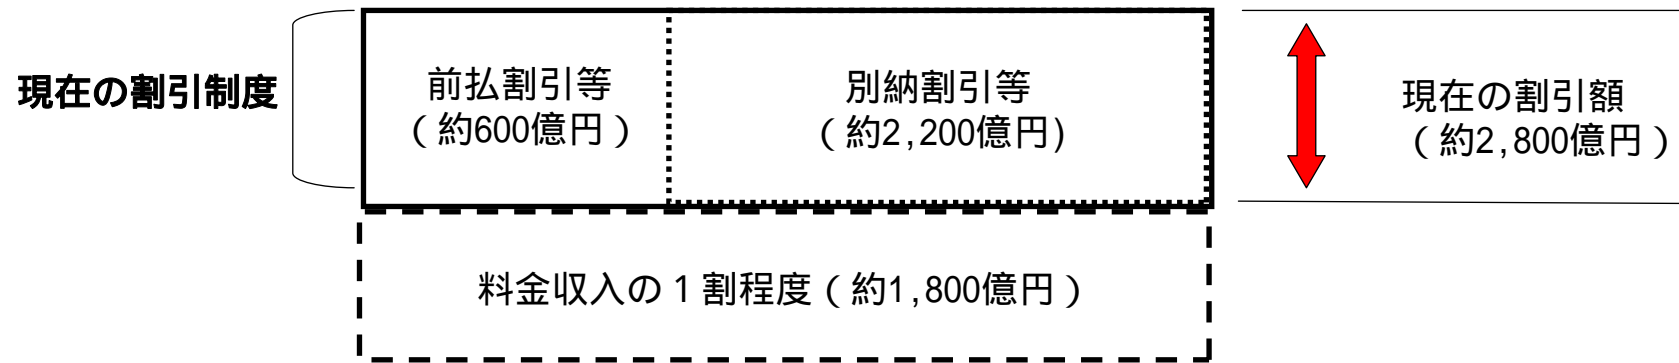 現在の割引制度
前払割引等
(約600億円)
別納割引等
(約2,200億円)
現在の割引額
(約2,800億円)
料金収入の1割程度(約1,800億円)